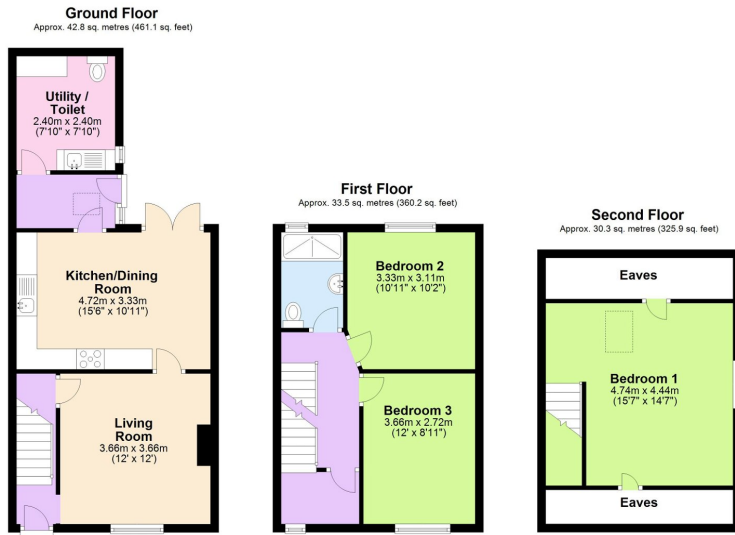 Ground Floor
Approx. 42.8 sq. metres (461.1 sq. feet)
Utility /
Toilet
2.40m x 2.40m
(7'10" x 7'10")
Kitchen/Dining
Room
4.72m x 3.33m
(15'6" x 10'11")
Living
Room
3.66m x 3.66m
(12' x 12')
First Floor
Approx. 33.5 sq. metres (360.2 sq. feet)
Bedroom 2
3.33m x 3.11m
(10'11" x 10'2")
Bedroom 3
3.66m x 2.72m
(12' x 8'11")
Second Floor
Approx. 30.3 sq. metres (325.9 sq. feet)
Eaves
Bedroom 1
4.74m x 4.44m
(15'7" x 14'7")
Eaves